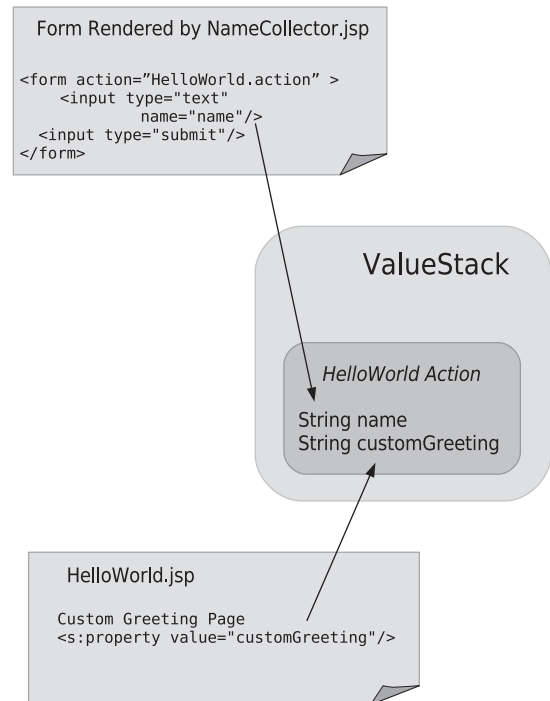 Form Rendered by NameCollector.jsp
<form action=”HelloWorld.action” >
<input type="text"
name="name"/>
<input type="submit"/>
</form>
ValueStack
HelloWorld Action
String name
String customGreeting
HelloWorld.jsp
Custom Greeting Page
<s:property value="customGreeting"/>